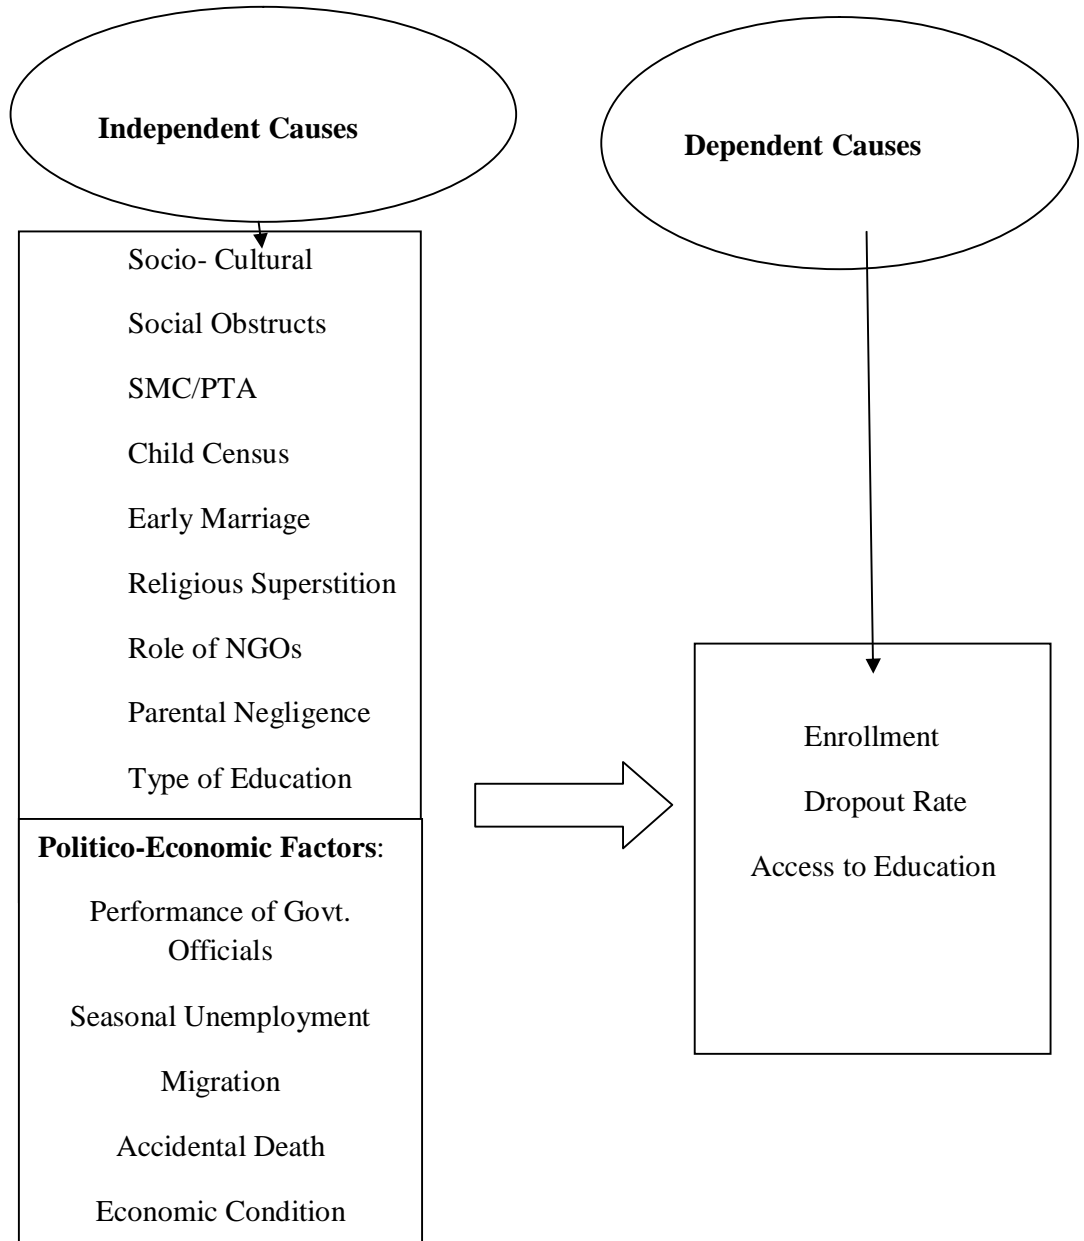 Independent Causes
Dependent Causes
Socio- Cultural
Social Obstructs
SMC/PTA
Child Census
Early Marriage
Religious Superstition
Role of NGOs
Parental Negligence
Type of Education
Politico-Economic Factors:
Performance of Govt.
Officials
Seasonal Unemployment
Migration
Accidental Death
Economic Condition
Enrollment
Dropout Rate
Access to Education